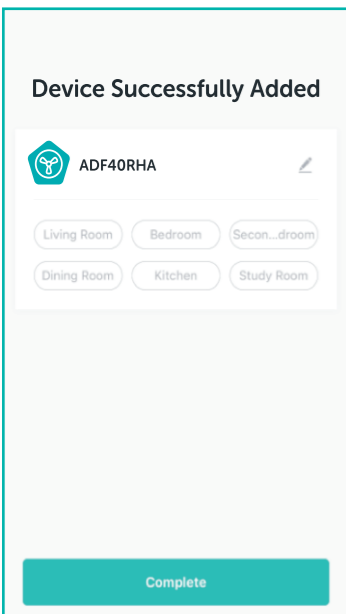 Device Successfully Added
ADF40RHA
Living Room Bedroom Secon...droom
Dining Room Kitchen Study Room
Complete